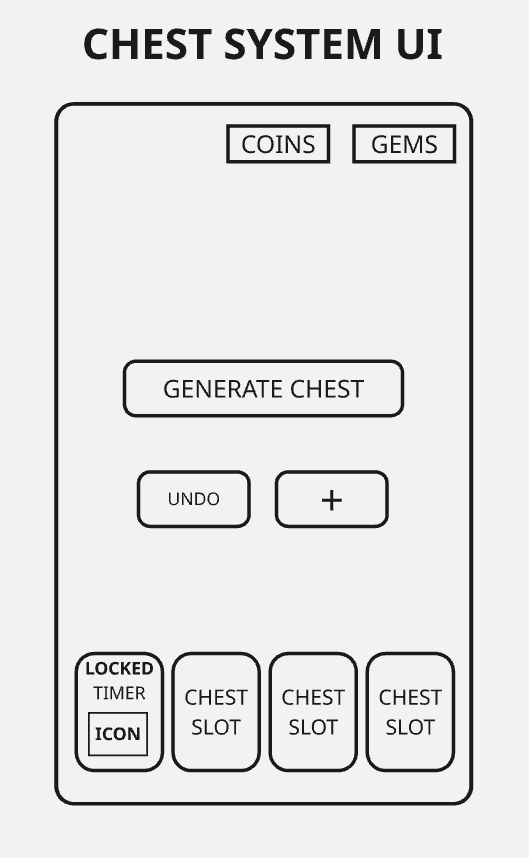 CHEST SYSTEM UI
COINS GEMS
GENERATE CHEST
UNDO +
LOCKED
TIMER
ICON
CHEST
SLOT
CHEST
SLOT
CHEST
SLOT